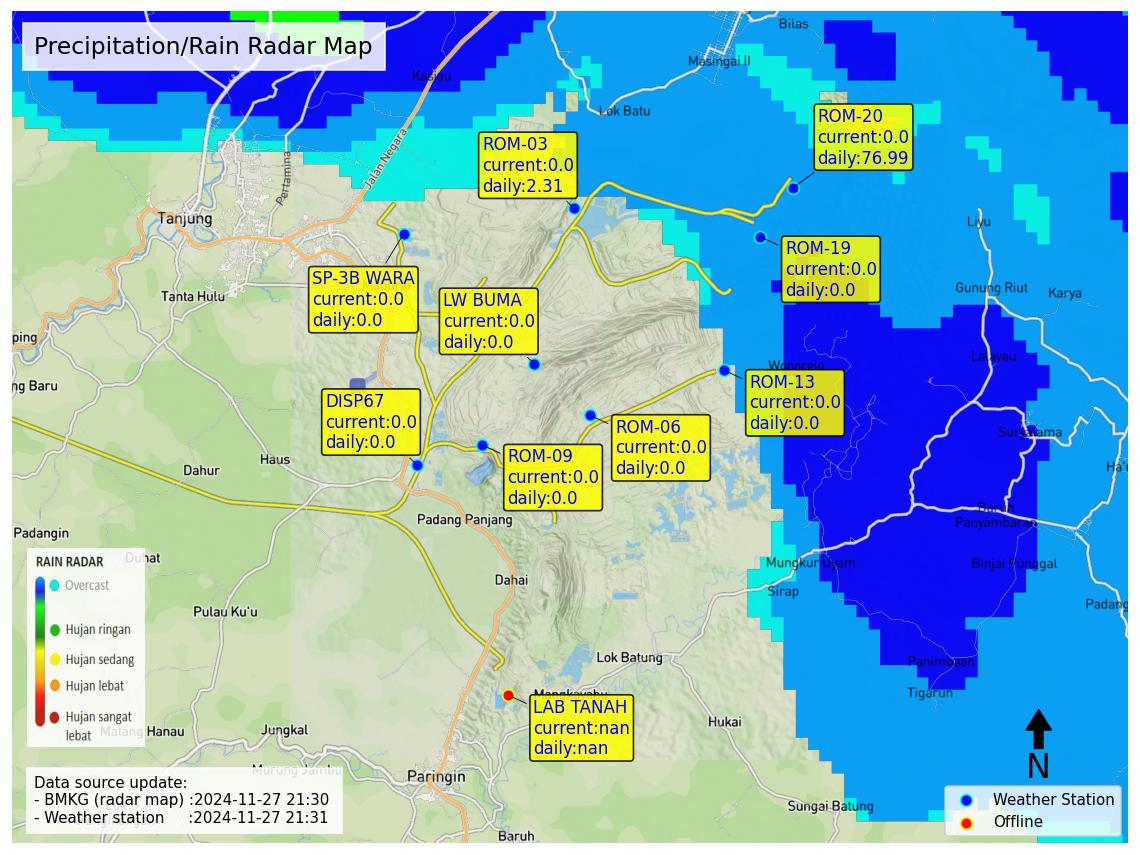 Precipitation/Rain Radar Map
Bilas
Masingai II
Kasiau
Lok Batu
ROM-20
current:0.0
daily:76.99
ROM-03
current:0.0
daily:2.31
Jalan Negara
Pertamina
Tanjung
Liyu
ROM-19
current:0.0
daily:0.0
SP-3B WARA
current:0.0
daily:0.0
LW BUMA
current:0.0
daily:0.0
Tanta Hulu
Gunung Riut
Karya
ping
Lalayau
Wonorejo
ng Baru
ROM-13
current:0.0
daily:0.0
DISP67
current:0.0
daily:0.0
ROM-06
current:0.0
daily:0.0
Suryatama
ROM-09
current:0.0
daily:0.0
Haus
Dahur
Padang Panjang
Panyambaran
Padangin
Duhat
Mungkur Uyam
Binjai Punggal
Sirap
Dahai
Padang
Pulau Ku'u
RAIN RADAR
Overcast
Hujan ringan
Hujan sedang
Hujan lebat
Hujan sangat
lebat
Lok Batung
Panimbaan
Tigarun
Mangkayahu
LAB TANAH
current:nan
daily:nan
Hukai
Matang Hanau
Jungkal
Murung Jambu
Paringin
Sungai Batung
Baruh
N
Data source update:
- BMKG (radar map) :2024-11-27 21:30
- Weather station :2024-11-27 21:31
Weather Station
Offline